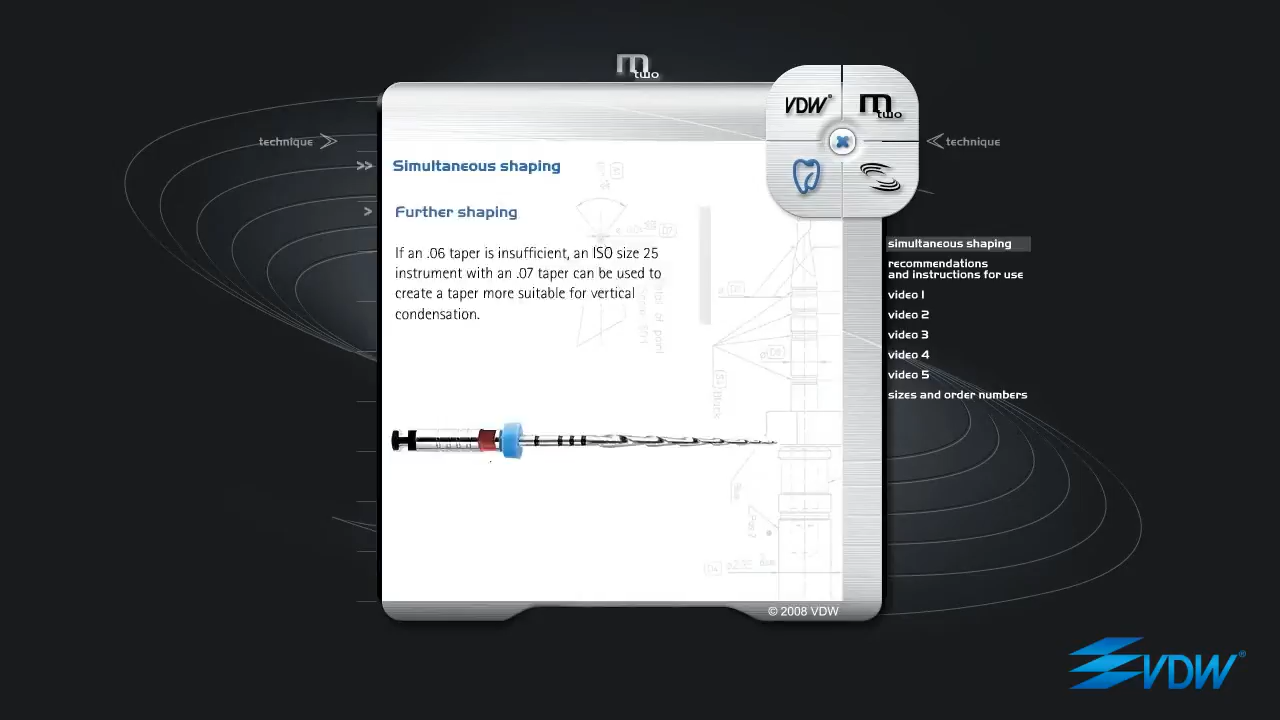 m
two
VDW®
m
two
technique
technique
Simultaneous shaping
Further shaping
If an .06 taper is insufficient, an ISO size 25
instrument with an .07 taper can be used to
create a taper more suitable for vertical
condensation.
simultaneous shaping
recommendations
and instructions for use
video 1
video 2
video 3
video 4
video 5
sizes and order numbers
© 2008 VDW
VDW®